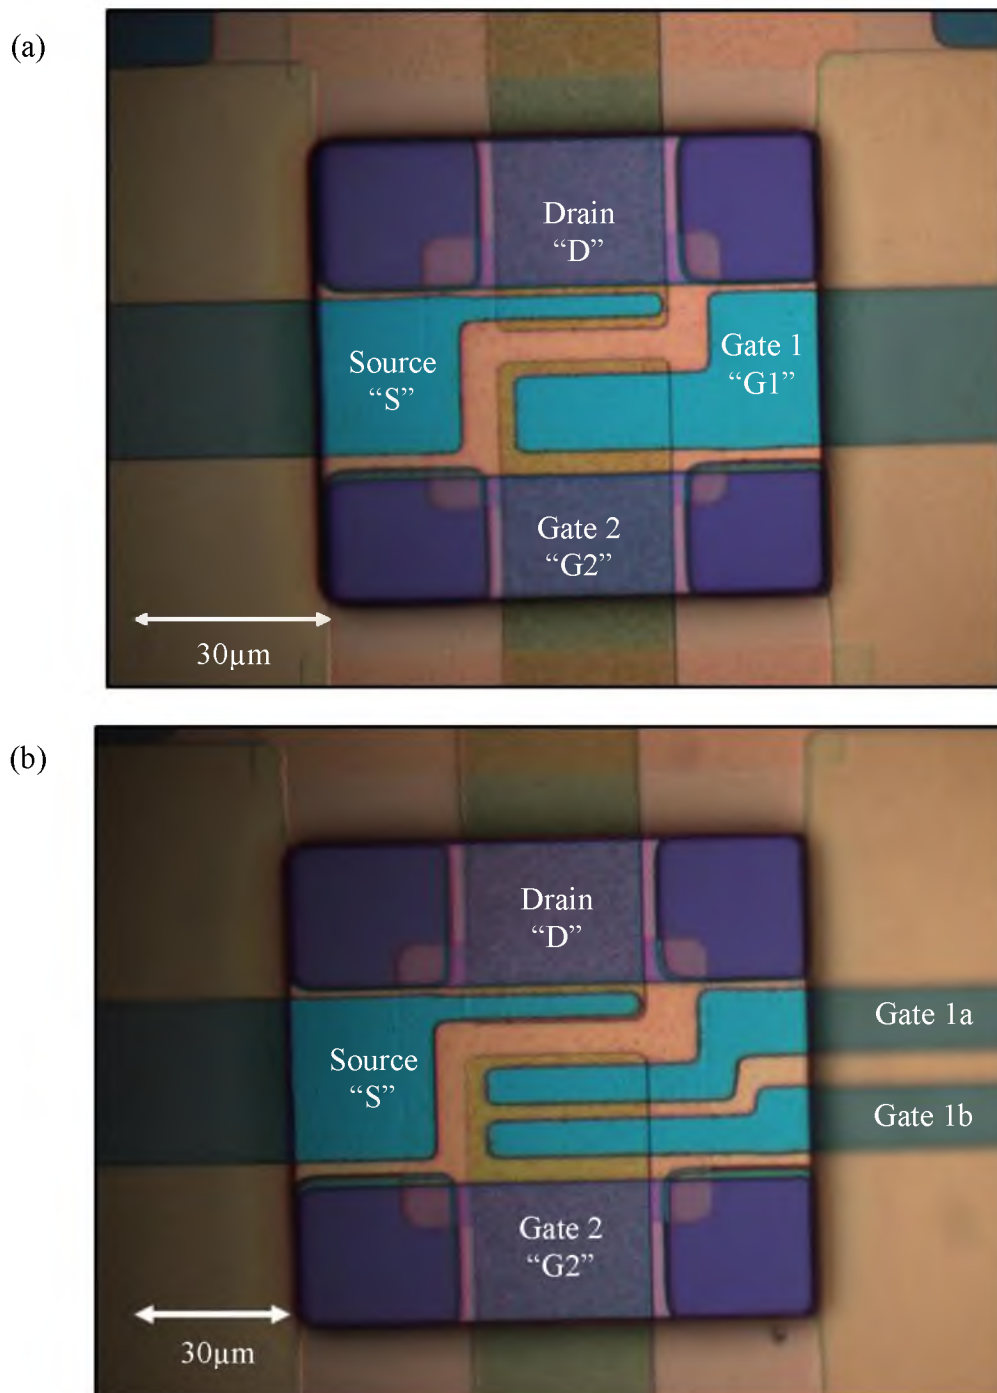 (a)
Drain
“D”
Source
“S”
Gate 1
“G1”
Gate 2
“G2”
30µm
(b)
Drain
“D”
Gate 1a
Source
“S”
Gate 1b
Gate 2
“G2”
30µm